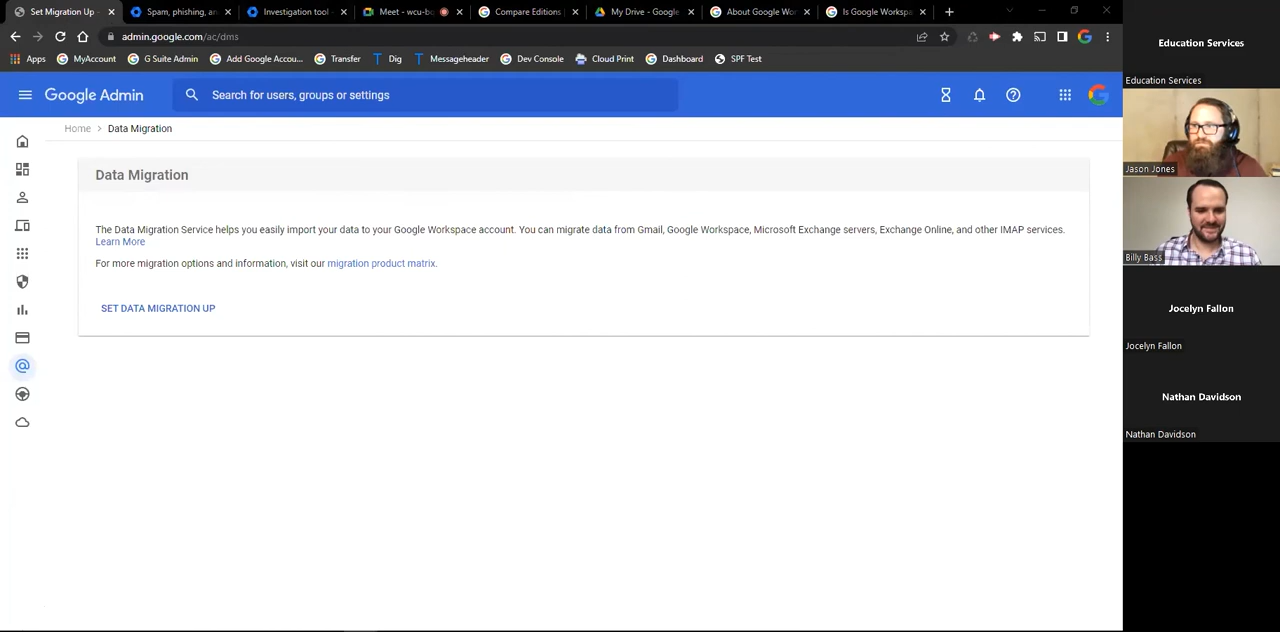 Set Migration Up
Spam, phishing, an
Investigation tool -
Meet - wcu-bo
Compare Editions
My Drive - Google
About Google Wo
Is Google Workspa
admin.google.com/ac/dms
Apps
MyAccount
G Suite Admin
Add Google Accou...
Transfer
Dig
Messageheader
Dev Console
Cloud Print
Dashboard
SPF Test
Google Admin
Search for users, groups or settings
Home > Data Migration
Data Migration
The Data Migration Service helps you easily import your data to your Google Workspace account. You can migrate data from Gmail, Google Workspace, Microsoft Exchange servers, Exchange Online, and other IMAP services.
Learn More
For more migration options and information, visit our migration product matrix.
SET DATA MIGRATION UP
Education Services
Education Services
Jason Jones
Billy Bass
Jocelyn Fallon
Jocelyn Fallon
Nathan Davidson
Nathan Davidson